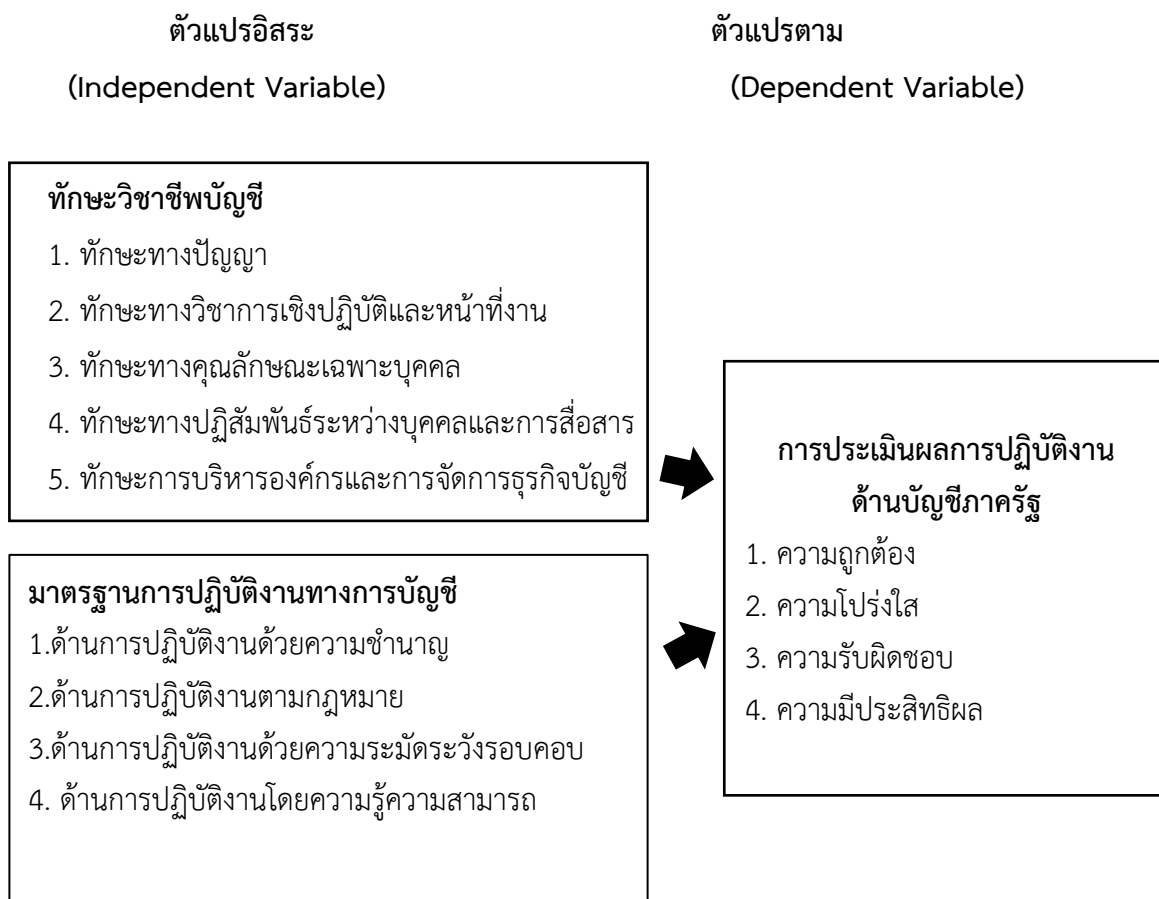 ตัวแปรอิสระ
(Independent Variable)
ตัวแปรตาม
(Dependent Variable)
ทักษะวิชาชีพบัญชี
1. ทักษะทางปัญญา
2. ทักษะทางวิชาการเชิงปฏิบัติและหน้าที่งาน
3. ทักษะทางคุณลักษณะเฉพาะบุคคล
4. ทักษะทางปฏิสัมพันธ์ระหว่างบุคคลและการสื่อสาร
5. ทักษะการบริหารองค์กรและการจัดการธุรกิจบัญชี
มาตรฐานการปฏิบัติงานทางการบัญชี
1.ด้านการปฏิบัติงานด้วยความชำนาญ
2.ด้านการปฏิบัติงานตามกฎหมาย
3.ด้านการปฏิบัติงานด้วยความระมัดระวังรอบคอบ
4. ด้านการปฏิบัติงานโดยความรู้ความสามารถ
การประเมินผลการปฏิบัติงาน
ด้านบัญชีภาครัฐ
1. ความถูกต้อง
2. ความโปร่งใส
3. ความรับผิดชอบ
4. ความมีประสิทธิผล